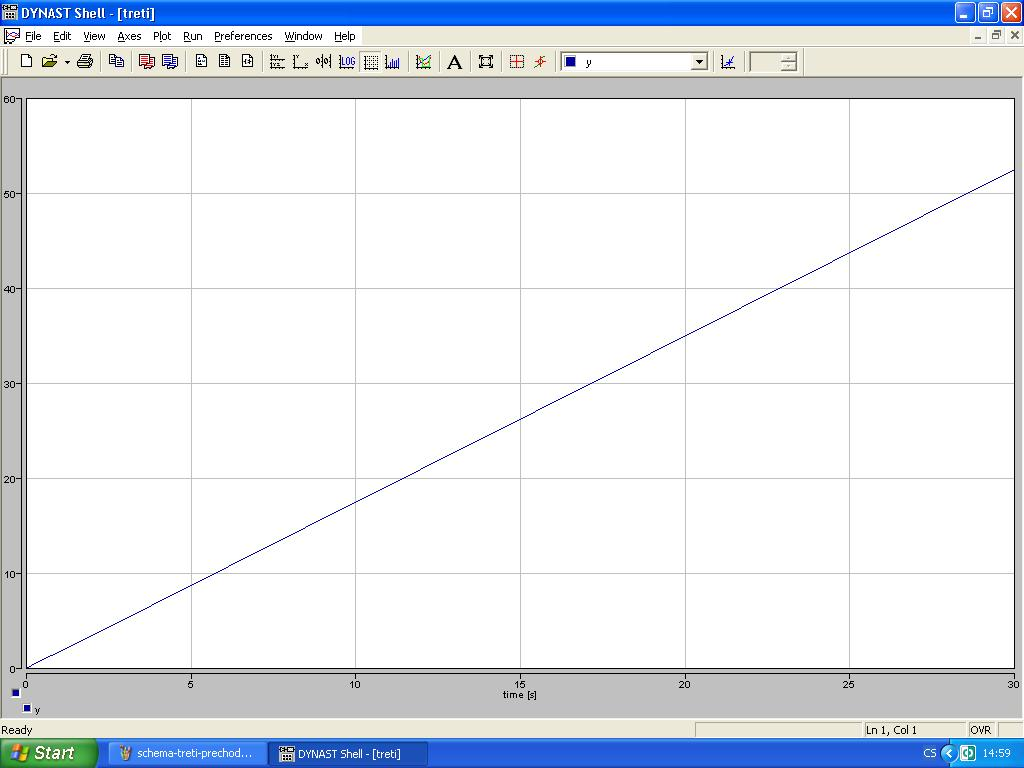 DYNAST Shell - [treti]
File Edit View Axes Plot Run Preferences Window Help
LOG A y
60
50
40
30
20
10
0
0 5 10 15 20 25 30
time [s]
y
Ready Ln 1, Col 1 OVR
Start schema-treti-prechod... DYNAST Shell - [treti] CS 14:59